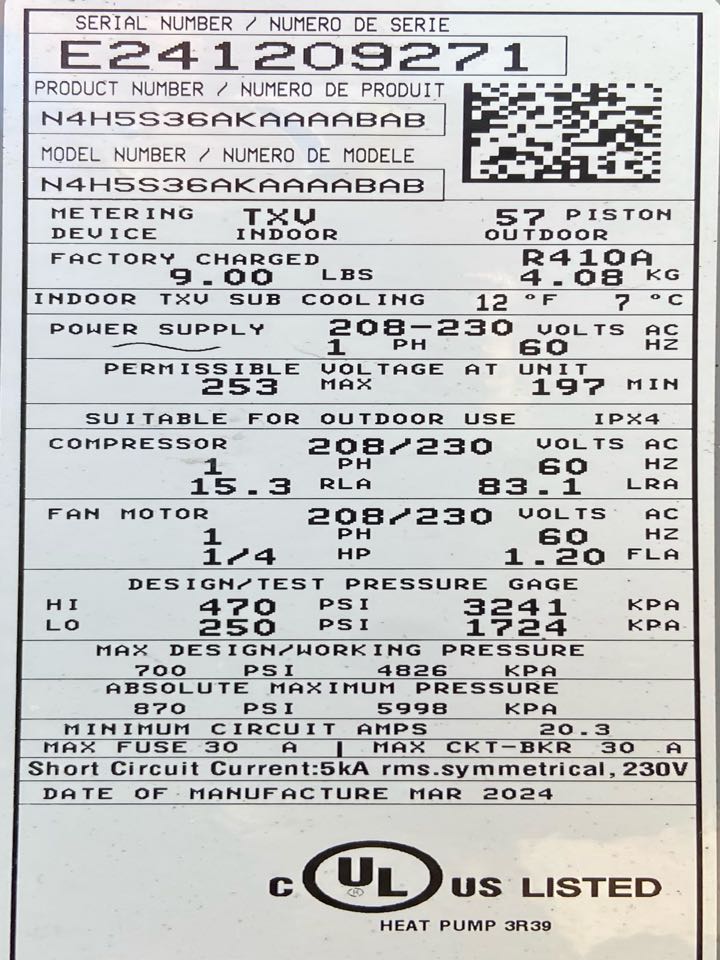 SERIAL NUMBER / NUMERO DE SERIE
E241209271
PRODUCT NUMBER / NUMERO DE PRODUIT
N4H5S36AKAAAABAB
MODEL NUMBER / NUMERO DE MODELE
N4H5S36AKAAAABAB
METERING TXV 57 PISTON
DEVICE INDOOR OUTDOOR
FACTORY CHARGED R410A
9.00 LBS 4.08 KG
INDOOR TXV SUB COOLING 12 °F 7 °C
POWER SUPPLY 208-230 VOLTS AC
1 PH 60 HZ
PERMISSIBLE VOLTAGE AT UNIT
253 MAX 197 MIN
SUITABLE FOR OUTDOOR USE IPX4
COMPRESSOR 208/230 VOLTS AC
1 PH 60 HZ
15.3 RLA 83.1 LRA
FAN MOTOR 208/230 VOLTS AC
1 PH 60 HZ
1/4 HP 1.20 FLA
DESIGN/TEST PRESSURE GAGE
HI 470 PSI 3241 KPA
LO 250 PSI 1724 KPA
MAX DESIGN/WORKING PRESSURE
700 PSI 4826 KPA
ABSOLUTE MAXIMUM PRESSURE
870 PSI 5998 KPA
MINIMUM CIRCUIT AMPS 20.3
MAX FUSE 30 A | MAX CKT-BKR 30 A
Short Circuit Current:5kA rms.symmetrical, 230V
DATE OF MANUFACTURE MAR 2024
C UL ® US LISTED
HEAT PUMP 3R39